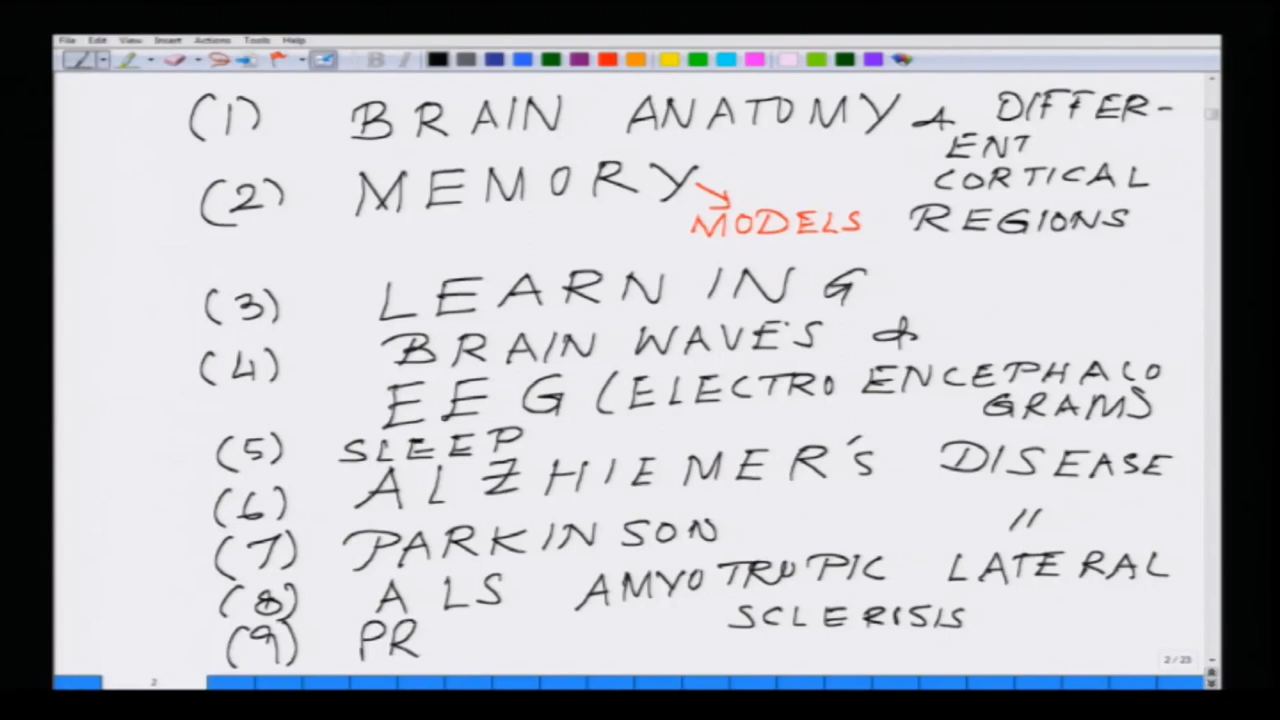 File Edit View Insert Actions Tools Help
(1) BRAIN ANATOMY & DIFFER-
ENT
CORTICAL
REGIONS
(2) MEMORY
MODELS
(3) LEARNING
(4) BRAIN WAVES &
EEG (ELECTRO ENCEPHALO
GRAMS
(5) SLEEP
(6) ALZHIEMER'S DISEASE
(7) PARKINSON "
(8) ALS AMYOTROPIC LATERAL
SCLERISIS
(9) PR
2 / 23
2